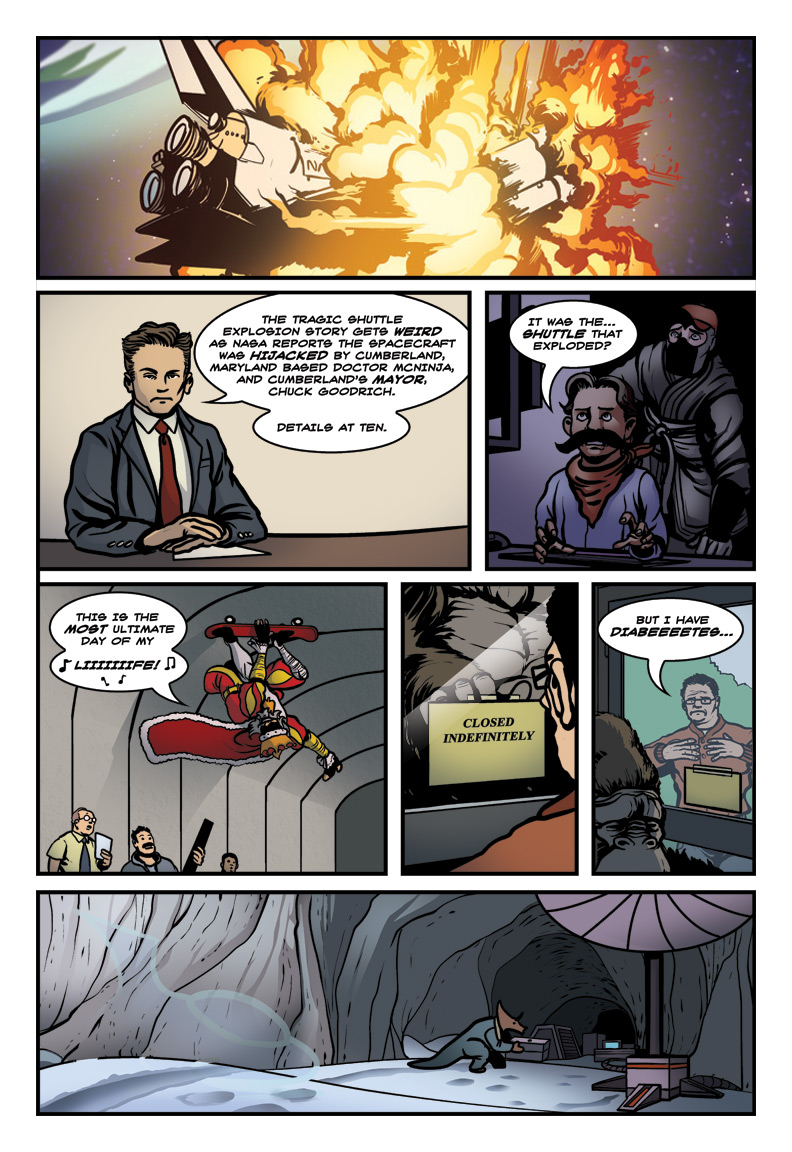 THE TRAGIC SHUTTLE
EXPLOSION STORY GETS WEIRD
AS NASA REPORTS THE SPACECRAFT
WAS HIJACKED BY CUMBERLAND,
MARYLAND BASED DOCTOR MCNINJA,
AND CUMBERLAND'S MAYOR,
CHUCK GOODRICH.
DETAILS AT TEN.
IT WAS THE...
SHUTTLE THAT
EXPLODED?
THIS IS THE
MOST ULTIMATE
DAY OF MY
♪ LIIIIIIIFE! ♫
CLOSED
INDEFINITELY
BUT I HAVE
DIABEEEETES...